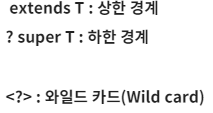 extends T : 상한 경계
? super T : 하한 경계
<?> : 와일드 카드(Wild card)